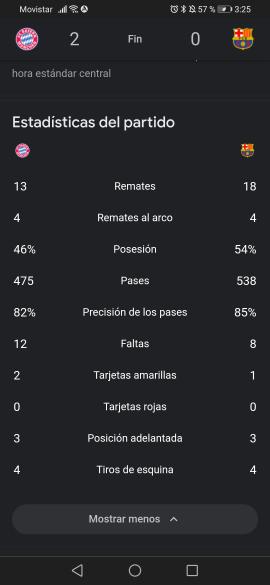 Movistar 57 % 3:25
2 Fin 0
hora estándar central
Estadísticas del partido
13 Remates 18
4 Remates al arco 4
46% Posesión 54%
475 Pases 538
82% Precisión de los pases 85%
12 Faltas 8
2 Tarjetas amarillas 1
0 Tarjetas rojas 0
3 Posición adelantada 3
4 Tiros de esquina 4
Mostrar menos